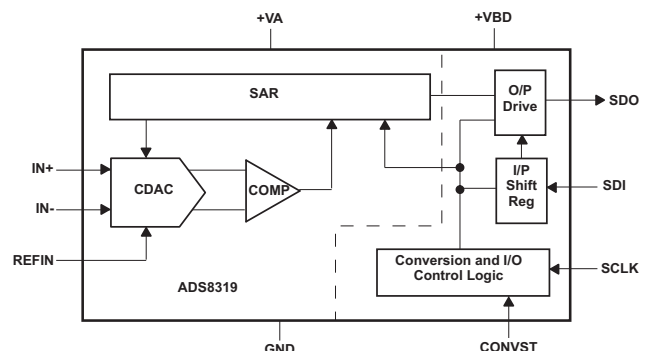 +VA
+VBD
SAR
O/P
Drive
SDO
IN+
CDAC
COMP
I/P
Shift
Reg
SDI
IN-
REFIN
Conversion and I/O
Control Logic
SCLK
ADS8319
GND
CONVST